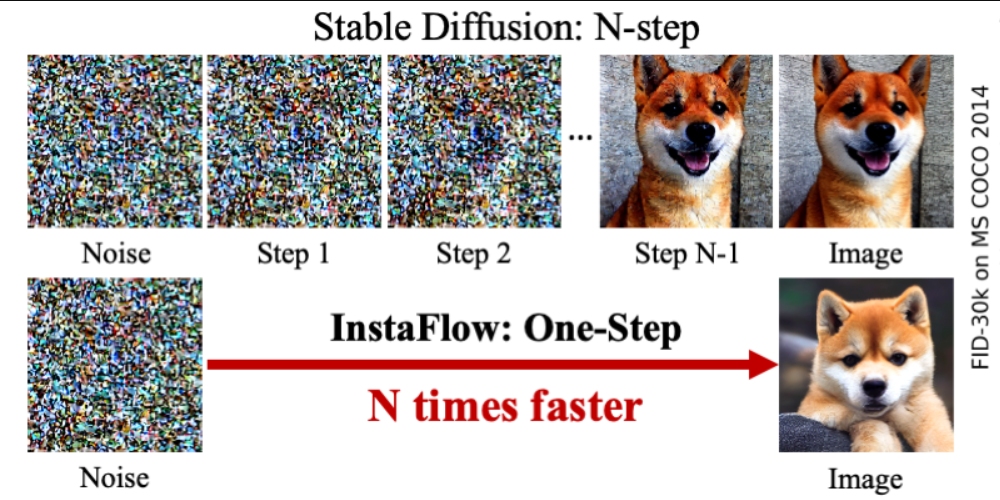 Stable Diffusion: N-step
...
Noise
Step 1
Step 2
Step N-1
Image
FID-30k on MS COCO 2014
InstaFlow: One-Step
N times faster
Noise
Image